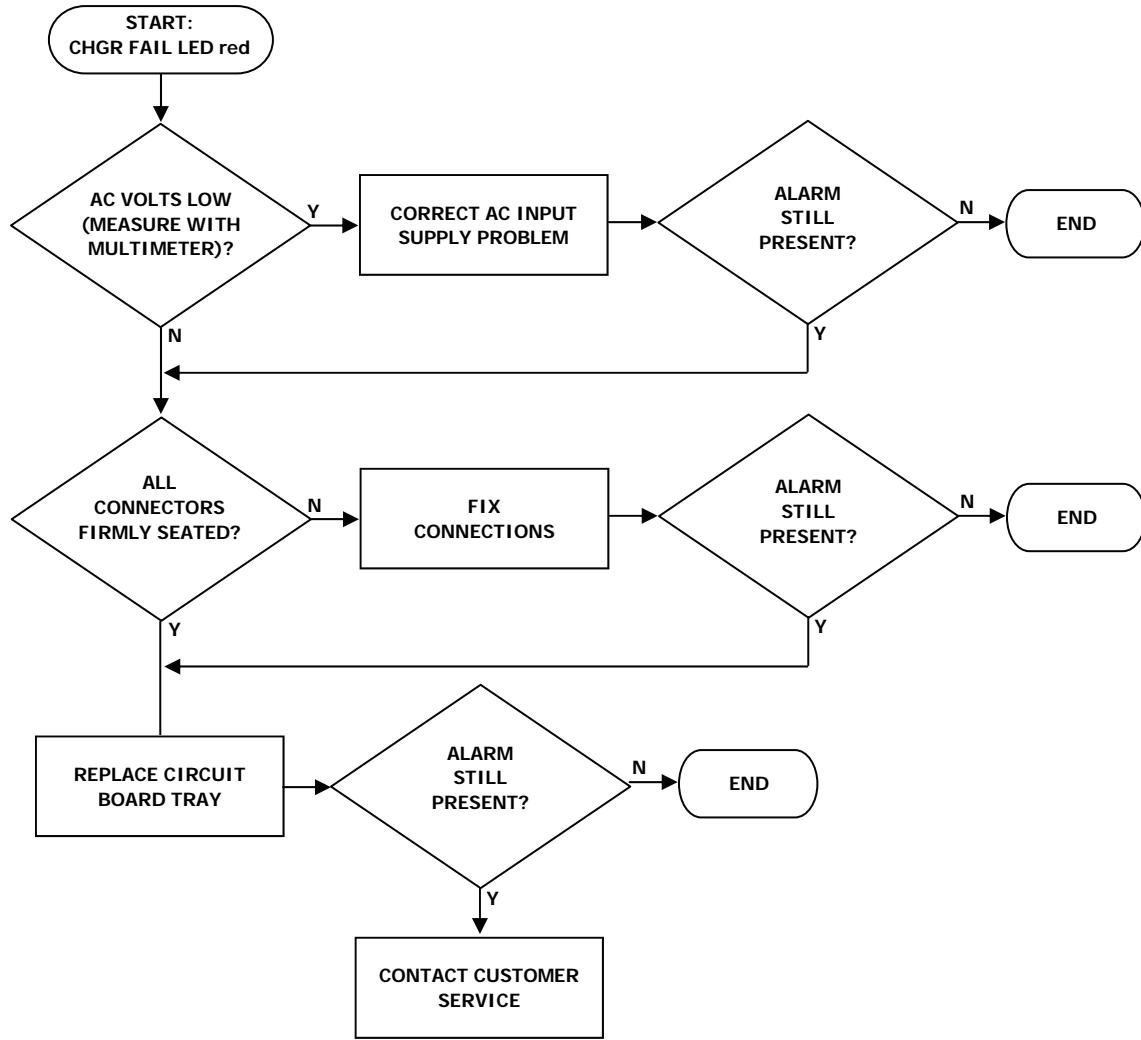 START:
CHGR FAIL LED red
AC VOLTS LOW
(MEASURE WITH
MULTIMETER)?
Y
CORRECT AC INPUT
SUPPLY PROBLEM
ALARM
STILL
PRESENT?
N
END
N
Y
ALL
CONNECTORS
FIRMLY SEATED?
N
FIX
CONNECTIONS
ALARM
STILL
PRESENT?
N
END
Y
Y
REPLACE CIRCUIT
BOARD TRAY
ALARM
STILL
PRESENT?
N
END
Y
CONTACT CUSTOMER
SERVICE